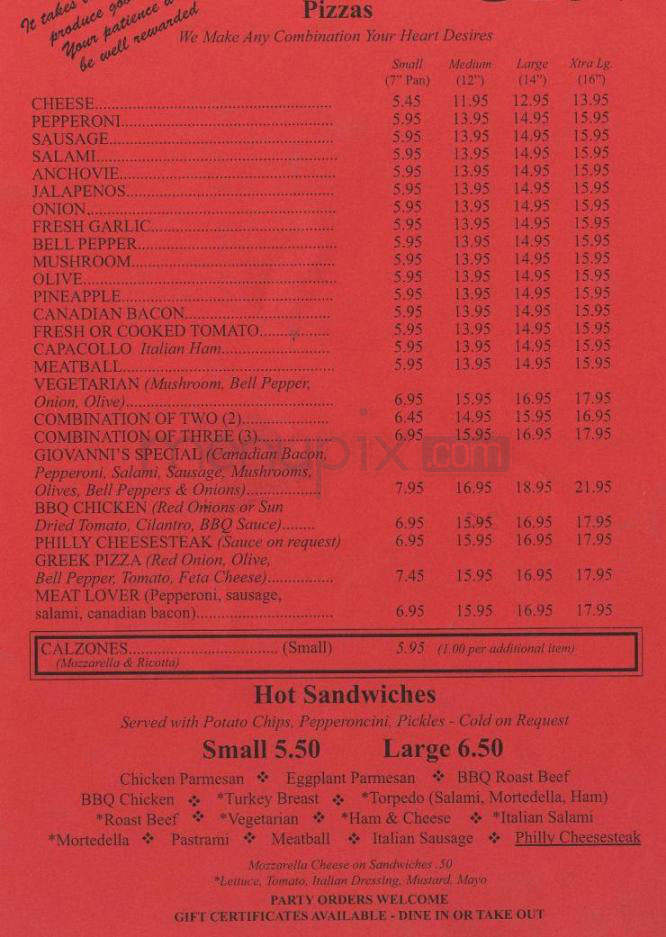 It takes
produce go
Your patience w
be well rewarded
Pizzas
We Make Any Combination Your Heart Desires
Small Medium Large Xtra Lg.
(7" Pan) (12") (14") (16")
CHEESE.......... 5.45 11.95 12.95 13.95
PEPPERONI.......... 5.95 13.95 14.95 15.95
SAUSAGE.......... 5.95 13.95 14.95 15.95
SALAMI.......... 5.95 13.95 14.95 15.95
ANCHOVIE.......... 5.95 13.95 14.95 15.95
JALAPENOS.......... 5.95 13.95 14.95 15.95
ONION.......... 5.95 13.95 14.95 15.95
FRESH GARLIC.......... 5.95 13.95 14.95 15.95
BELL PEPPER.......... 5.95 13.95 14.95 15.95
MUSHROOM.......... 5.95 13.95 14.95 15.95
OLIVE.......... 5.95 13.95 14.95 15.95
PINEAPPLE.......... 5.95 13.95 14.95 15.95
CANADIAN BACON.......... 5.95 13.95 14.95 15.95
FRESH OR COOKED TOMATO.......... 5.95 13.95 14.95 15.95
CAPACOLLO Italian Ham.......... 5.95 13.95 14.95 15.95
MEATBALL.......... 5.95 13.95 14.95 15.95
VEGETARIAN (Mushroom, Bell Pepper,
Onion, Olive).......... 6.95 15.95 16.95 17.95
COMBINATION OF TWO (2).......... 6.45 14.95 15.95 16.95
COMBINATION OF THREE (3).......... 6.95 15.95 16.95 17.95
GIOVANNI'S SPECIAL (Canadian Bacon,
Pepperoni, Salami, Sausage, Mushrooms,
Olives, Bell Peppers & Onions).......... 7.95 16.95 18.95 21.95
BBQ CHICKEN (Red Onions or Sun
Dried Tomato, Cilantro, BBQ Sauce)........ 6.95 15.95 16.95 17.95
PHILLY CHEESESTEAK (Sauce on request) 6.95 15.95 16.95 17.95
GREEK PIZZA (Red Onion, Olive,
Bell Pepper, Tomato, Feta Cheese).......... 7.45 15.95 16.95 17.95
MEAT LOVER (Pepperoni, sausage,
salami, canadian bacon).......... 6.95 15.95 16.95 17.95
CALZONES.......... (Small) 5.95 (1.00 per additional item)
(Mozzarella & Ricotta)
Hot Sandwiches
Served with Potato Chips, Pepperoncini, Pickles - Cold on Request
Small 5.50 Large 6.50
Chicken Parmesan ❖ Eggplant Parmesan ❖ BBQ Roast Beef
BBQ Chicken ❖ *Turkey Breast ❖ *Torpedo (Salami, Mortedella, Ham)
*Roast Beef ❖ *Vegetarian ❖ *Ham & Cheese ❖ *Italian Salami
*Mortedella ❖ Pastrami ❖ Meatball ❖ Italian Sausage ❖ Philly Cheesesteak
Mozzarella Cheese on Sandwiches .50
*Lettuce, Tomato, Italian Dressing, Mustard, Mayo
PARTY ORDERS WELCOME
GIFT CERTIFICATES AVAILABLE - DINE IN OR TAKE OUT